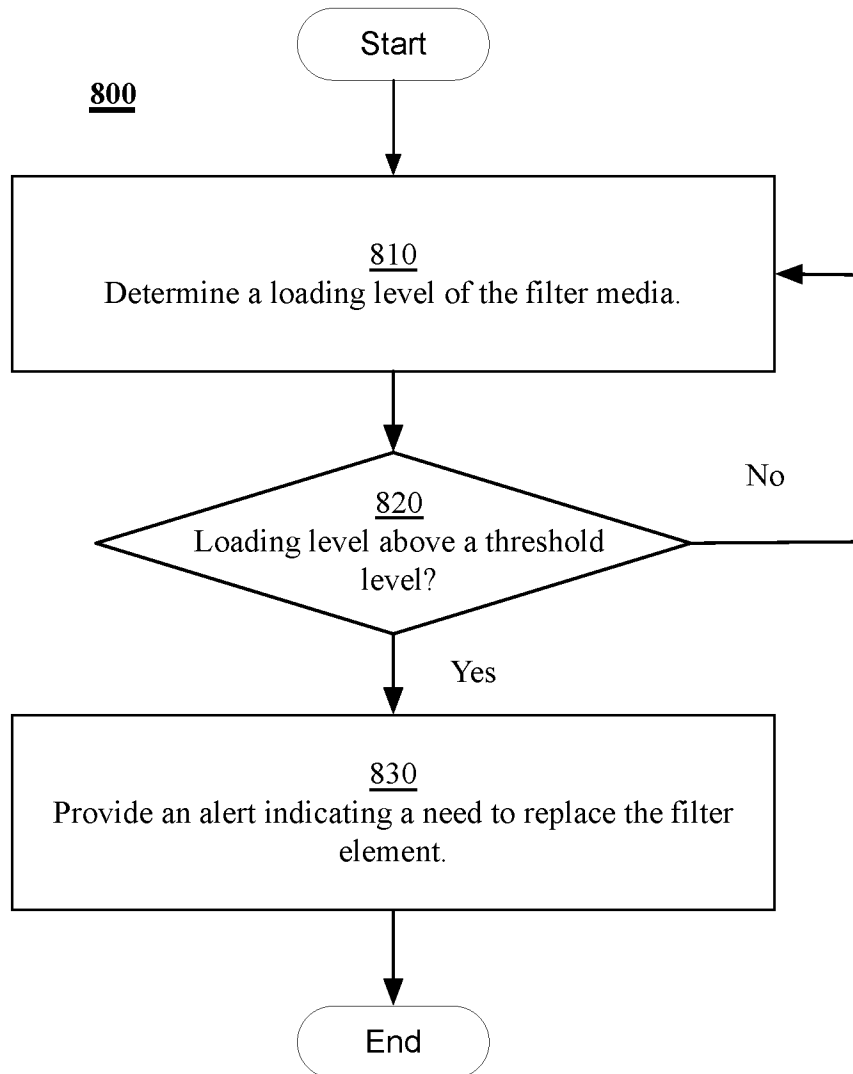 Start
800
810
Determine a loading level of the filter media.
No
820
Loading level above a threshold
level?
Yes
830
Provide an alert indicating a need to replace the filter
element.
End